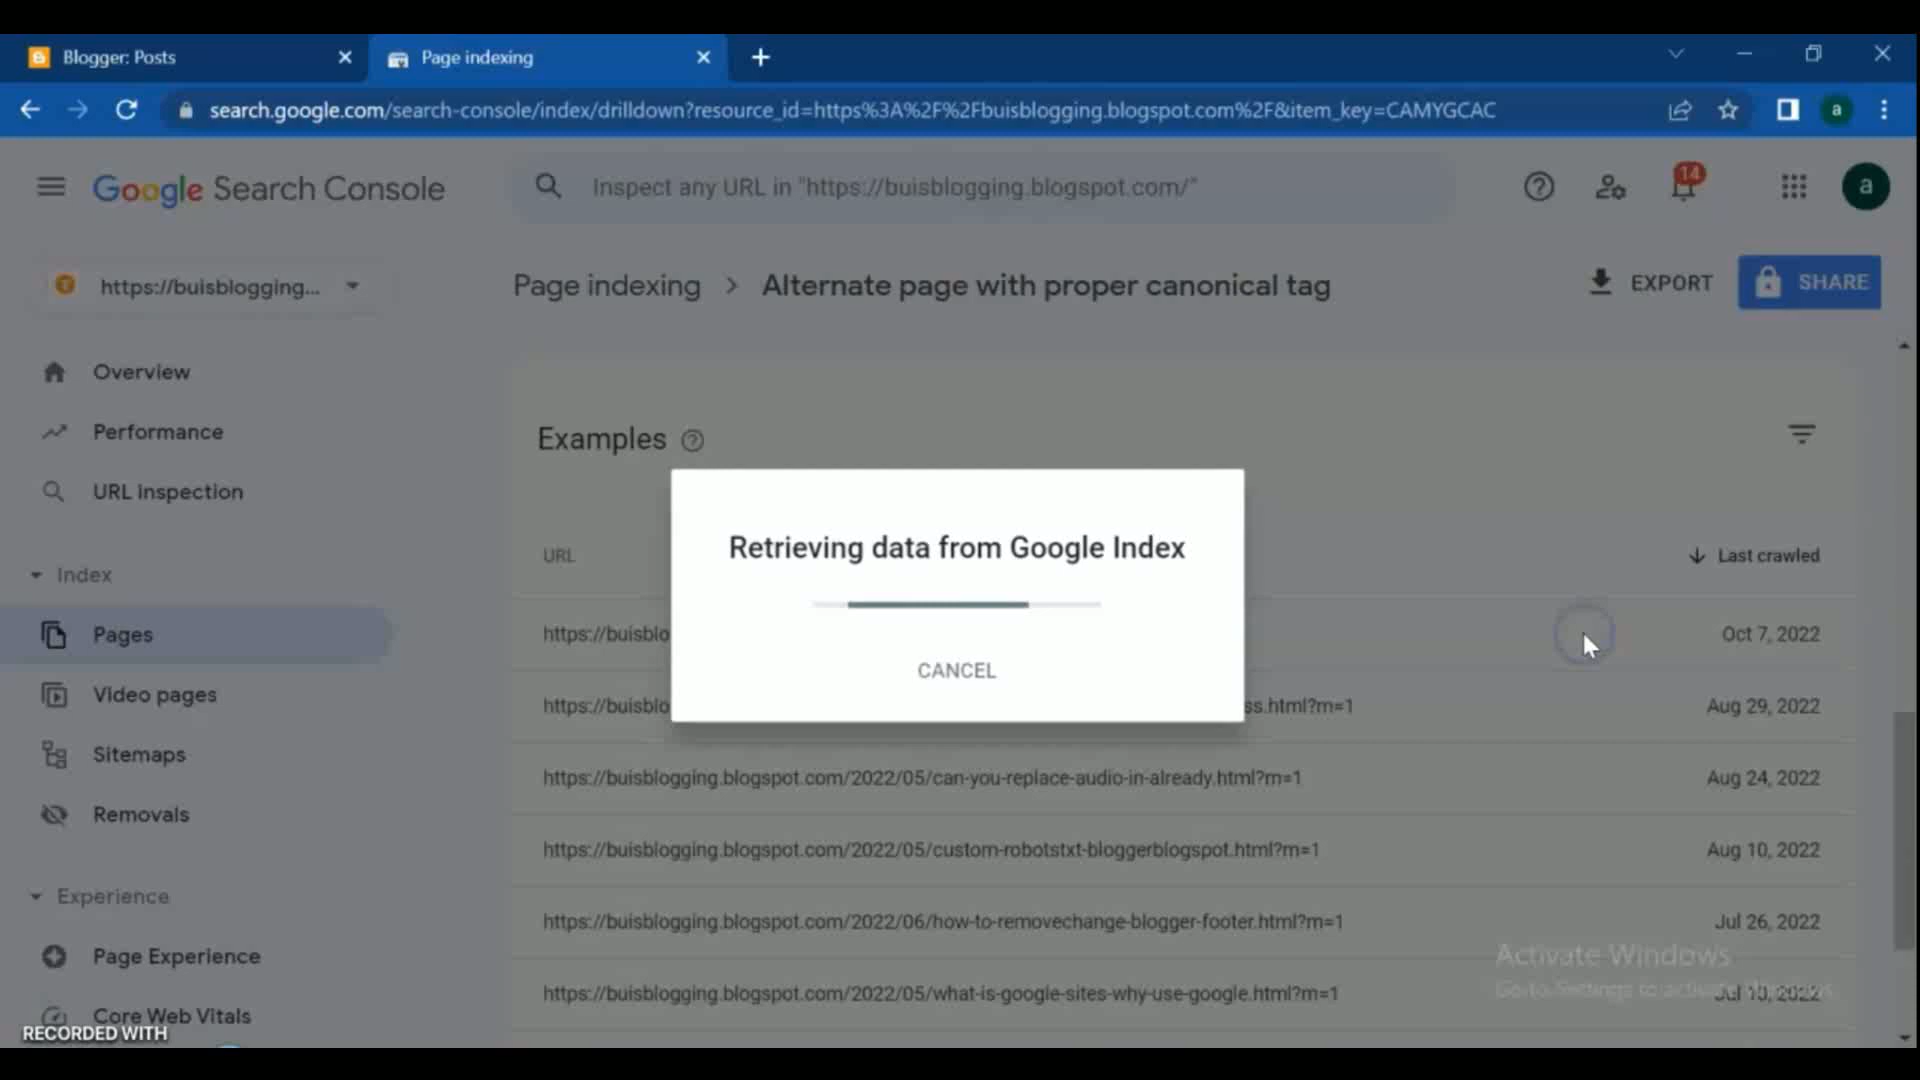 Blogger: Posts
Page indexing
search.google.com/search-console/index/drilldown?resource_id=https%3A%2F%2Fbuisblogging.blogspot.com%2F&item_key=CAMYGCAC
a
Google Search Console
Inspect any URL in "https://buisblogging.blogspot.com/"
14
a
https://buisblogging...
Page indexing > Alternate page with proper canonical tag
EXPORT
SHARE
Overview
Performance
URL inspection
Index
Pages
Video pages
Sitemaps
Removals
Experience
Page Experience
Core Web Vitals
Examples
URL
Last crawled
Retrieving data from Google Index
CANCEL
https://buisblo
Oct 7, 2022
https://buisblo
ss.html?m=1
Aug 29, 2022
https://buisblogging.blogspot.com/2022/05/can-you-replace-audio-in-already.html?m=1
Aug 24, 2022
https://buisblogging.blogspot.com/2022/05/custom-robotstxt-bloggerblogspot.html?m=1
Aug 10, 2022
https://buisblogging.blogspot.com/2022/06/how-to-removechange-blogger-footer.html?m=1
Jul 26, 2022
https://buisblogging.blogspot.com/2022/05/what-is-google-sites-why-use-google.html?m=1
Activate Windows
Go to Settings to activate Windows.
RECORDED WITH